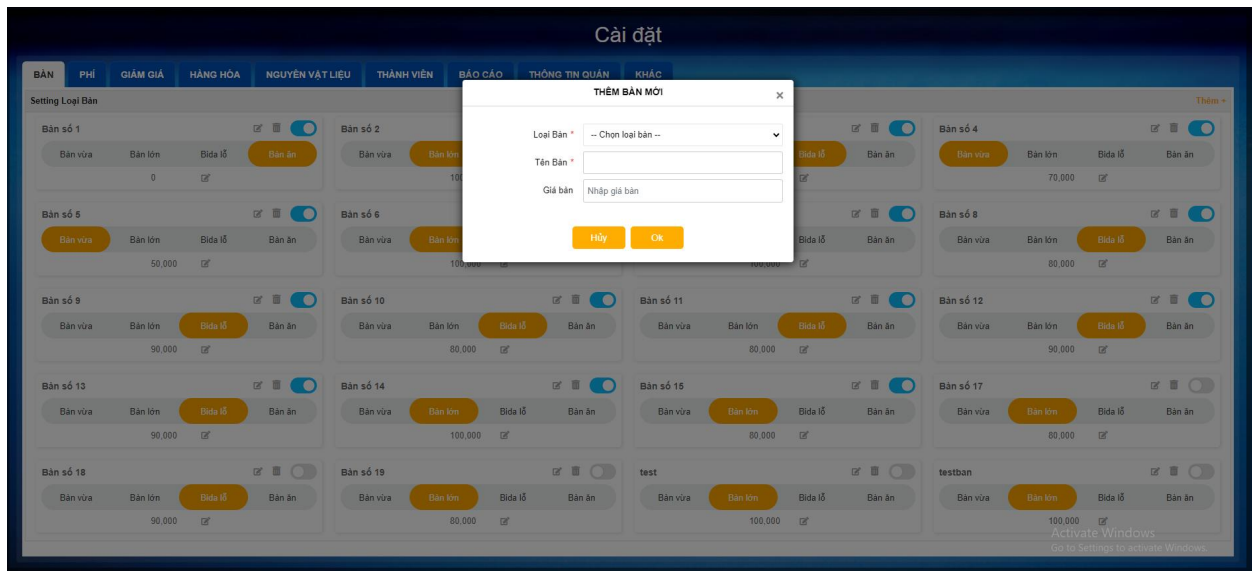 Cài đặt
BÀN PHÍ GIẢM GIÁ HÀNG HÓA NGUYÊN VẬT LIỆU THÀNH VIÊN BÁO CÁO THÔNG TIN QUÁN KHÁC
Setting Loại Bàn Thêm
THÊM BÀN MỚI ×
Loại Bàn * -- Chọn loại bàn --
Tên Bàn *
Giá bàn Nhập giá bàn
Hủy Ok
Bàn số 1 Bàn số 2 Bàn số 4
Bàn vừa Bàn lớn Bida lỗ Bàn ăn Bàn vừa Bàn lớn Bida lỗ Bàn ăn Bàn vừa Bàn lớn Bida lỗ Bàn ăn
0 100 70,000
Bàn số 5 Bàn số 6 Bàn số 8
Bàn vừa Bàn lớn Bida lỗ Bàn ăn Bàn vừa Bàn lớn Bida lỗ Bàn ăn Bàn vừa Bàn lớn Bida lỗ Bàn ăn
50,000 100,000 100,000 80,000
Bàn số 9 Bàn số 10 Bàn số 11 Bàn số 12
Bàn vừa Bàn lớn Bida lỗ Bàn ăn Bàn vừa Bàn lớn Bida lỗ Bàn ăn Bàn vừa Bàn lớn Bida lỗ Bàn ăn Bàn vừa Bàn lớn Bida lỗ Bàn ăn
90,000 80,000 80,000 90,000
Bàn số 13 Bàn số 14 Bàn số 15 Bàn số 17
Bàn vừa Bàn lớn Bida lỗ Bàn ăn Bàn vừa Bàn lớn Bida lỗ Bàn ăn Bàn vừa Bàn lớn Bida lỗ Bàn ăn Bàn vừa Bàn lớn Bida lỗ Bàn ăn
90,000 100,000 80,000 80,000
Bàn số 18 Bàn số 19 test testban
Bàn vừa Bàn lớn Bida lỗ Bàn ăn Bàn vừa Bàn lớn Bida lỗ Bàn ăn Bàn vừa Bàn lớn Bida lỗ Bàn ăn Bàn vừa Bàn lớn Bida lỗ Bàn ăn
90,000 80,000 100,000 100,000
Activate Windows
Go to Settings to activate Windows.